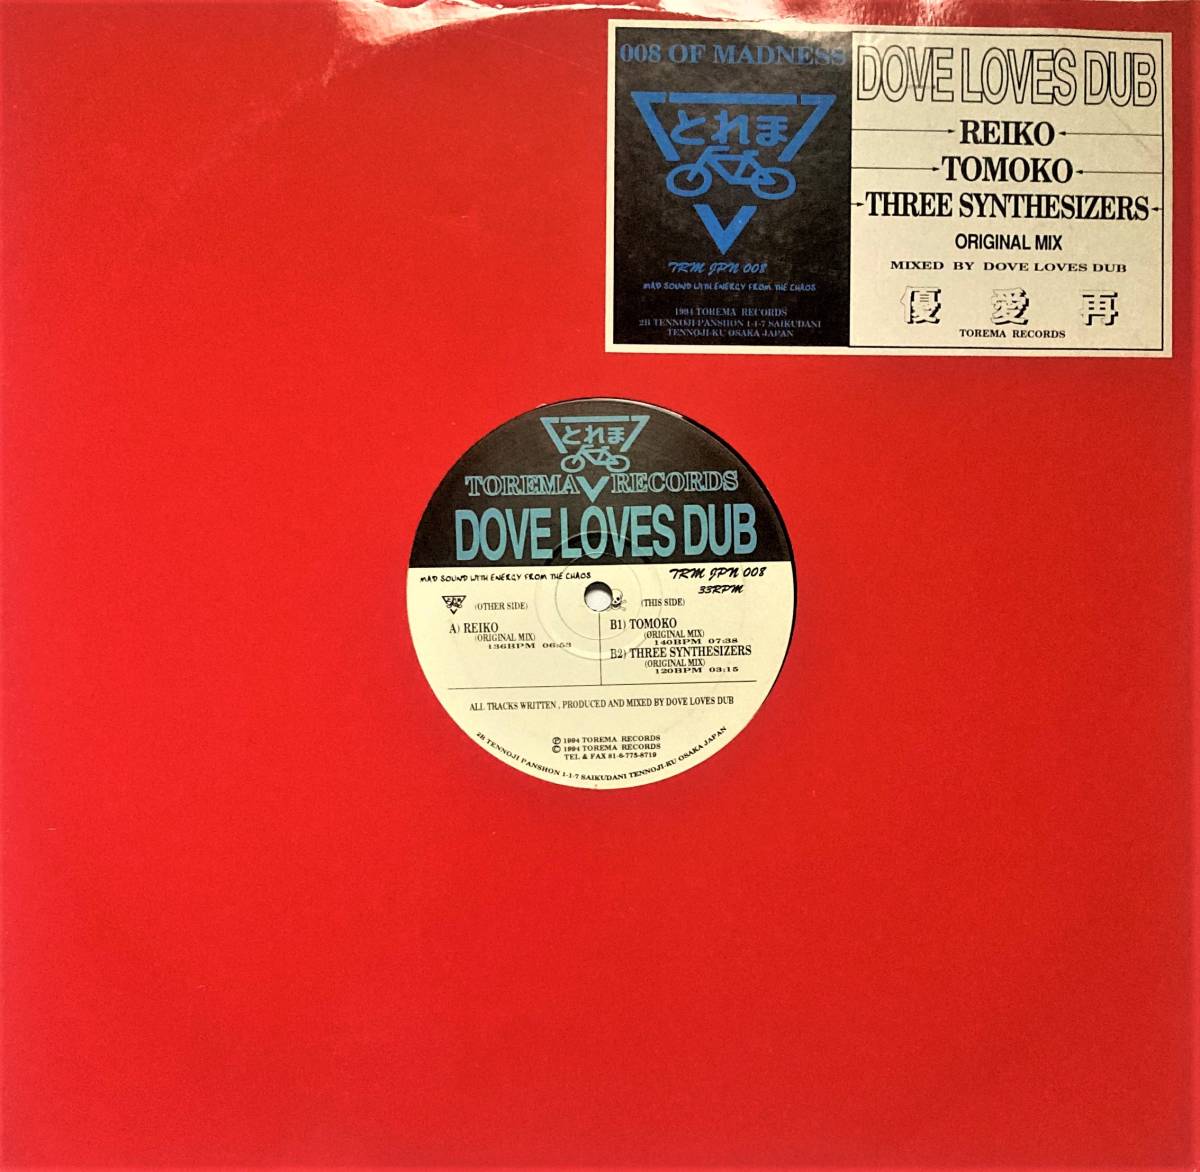 008 OF MADNESS
とれま
TRM JPN 008
MAD SOUND WITH ENERGY FROM THE CHAOS
1994 TOREMA RECORDS
2B TENNOJI-PANSHON 1-1-7 SAIKUDANI
TENNOJI-KU OSAKA JAPAN
DOVE LOVES DUB
REIKO
TOMOKO
THREE SYNTHESIZERS
ORIGINAL MIX
MIXED BY DOVE LOVES DUB
優 愛 再
TOREMA RECORDS
とれま
TOREMA RECORDS
DOVE LOVES DUB
MAD SOUND WITH ENERGY FROM THE CHAOS
TRM JPN 008
33RPM
(OTHER SIDE)
A) REIKO
(ORIGINAL MIX)
136BPM 06:53
(THIS SIDE)
B1) TOMOKO
(ORIGINAL MIX)
140BPM 07:38
B2) THREE SYNTHESIZERS
(ORIGINAL MIX)
120BPM 03:15
ALL TRACKS WRITTEN , PRODUCED AND MIXED BY DOVE LOVES DUB
Ⓟ 1994 TOREMA RECORDS
© 1994 TOREMA RECORDS
TEL & FAX 81-6-775-8719
2B TENNOJI PANSHON 1-1-7 SAIKUDANI TENNOJI-KU OSAKA JAPAN